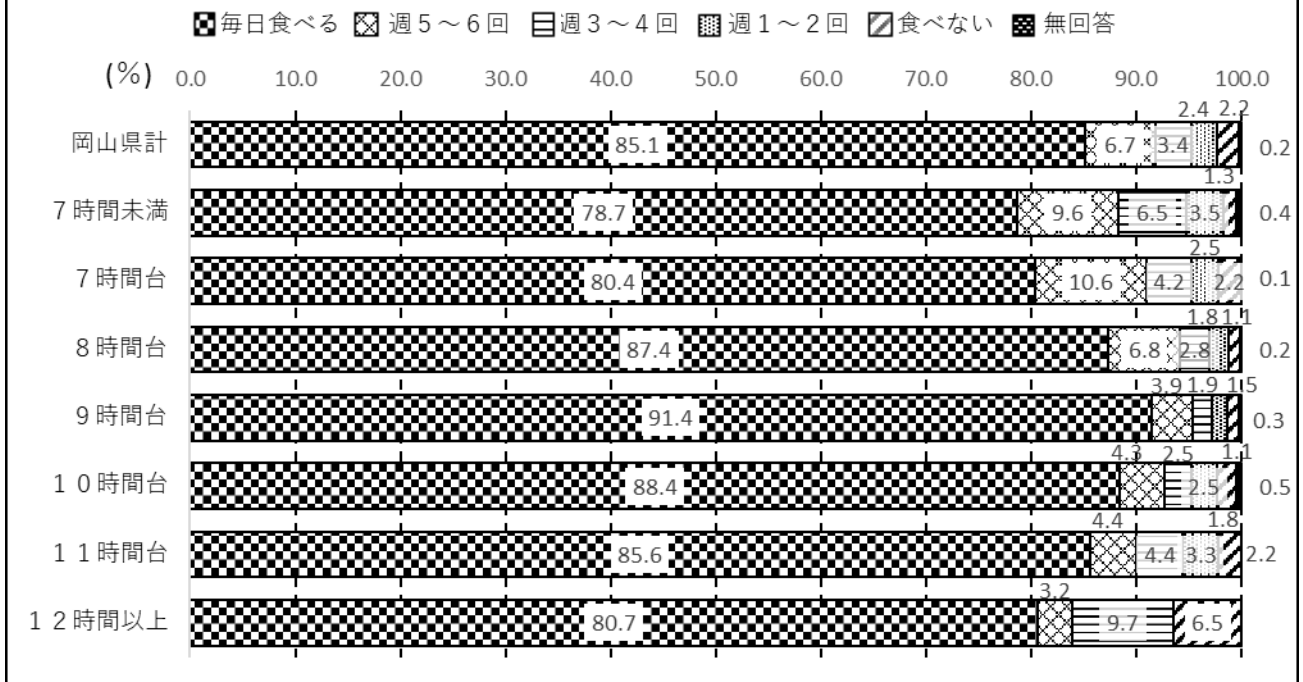 毎日食べる 週５～６回 週３～４回 週１～２回 食べない 無回答
(%) 0.0 10.0 20.0 30.0 40.0 50.0 60.0 70.0 80.0 90.0 100.0
2.4 2.2
岡山県計 85.1 6.7 3.4 0.2
1.3
７時間未満 78.7 9.6 6.5 3.5 0.4
2.5
７時間台 80.4 10.6 4.2 2.2 0.1
1.8 1.1
８時間台 87.4 6.8 2.8 0.2
3.9 1.9 1.5
９時間台 91.4 0.3
4.3 2.5 1.1
１０時間台 88.4 2.5 0.5
4.4 1.8
１１時間台 85.6 4.4 3.3 2.2
3.2
１２時間以上 80.7 9.7 6.5